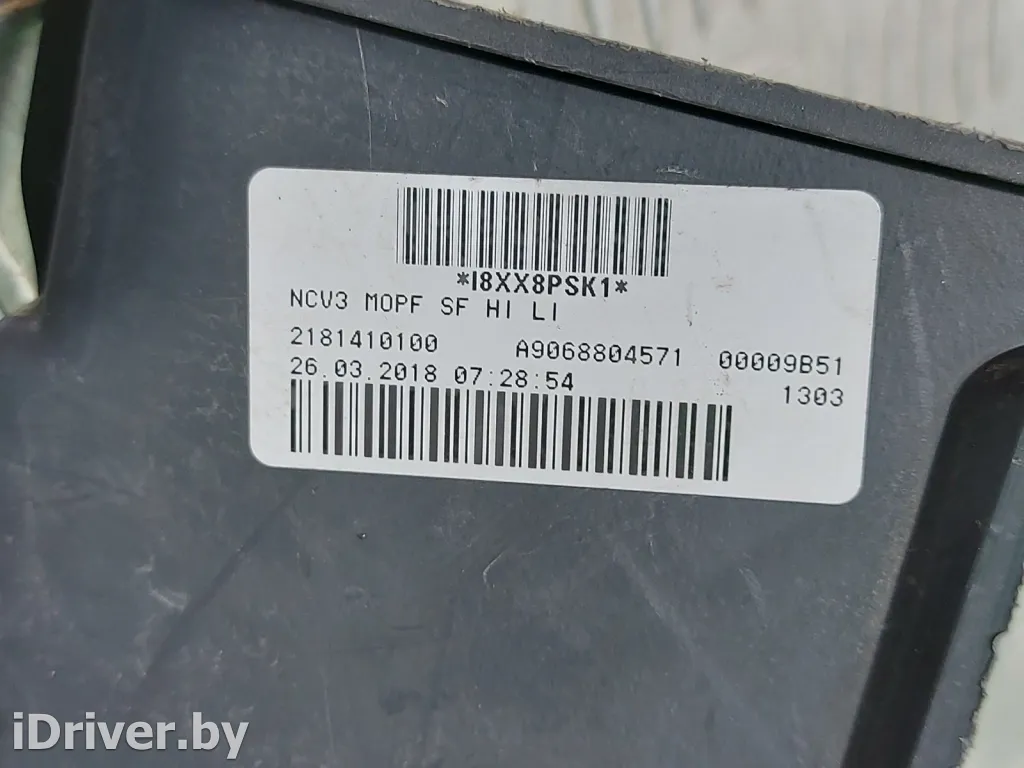 *I8XX8PSK1*
NCV3 MOPF SF HI LI
2181410100 A9068804571 00009B51
26.03.2018 07:28:54 1303
iDriver.by